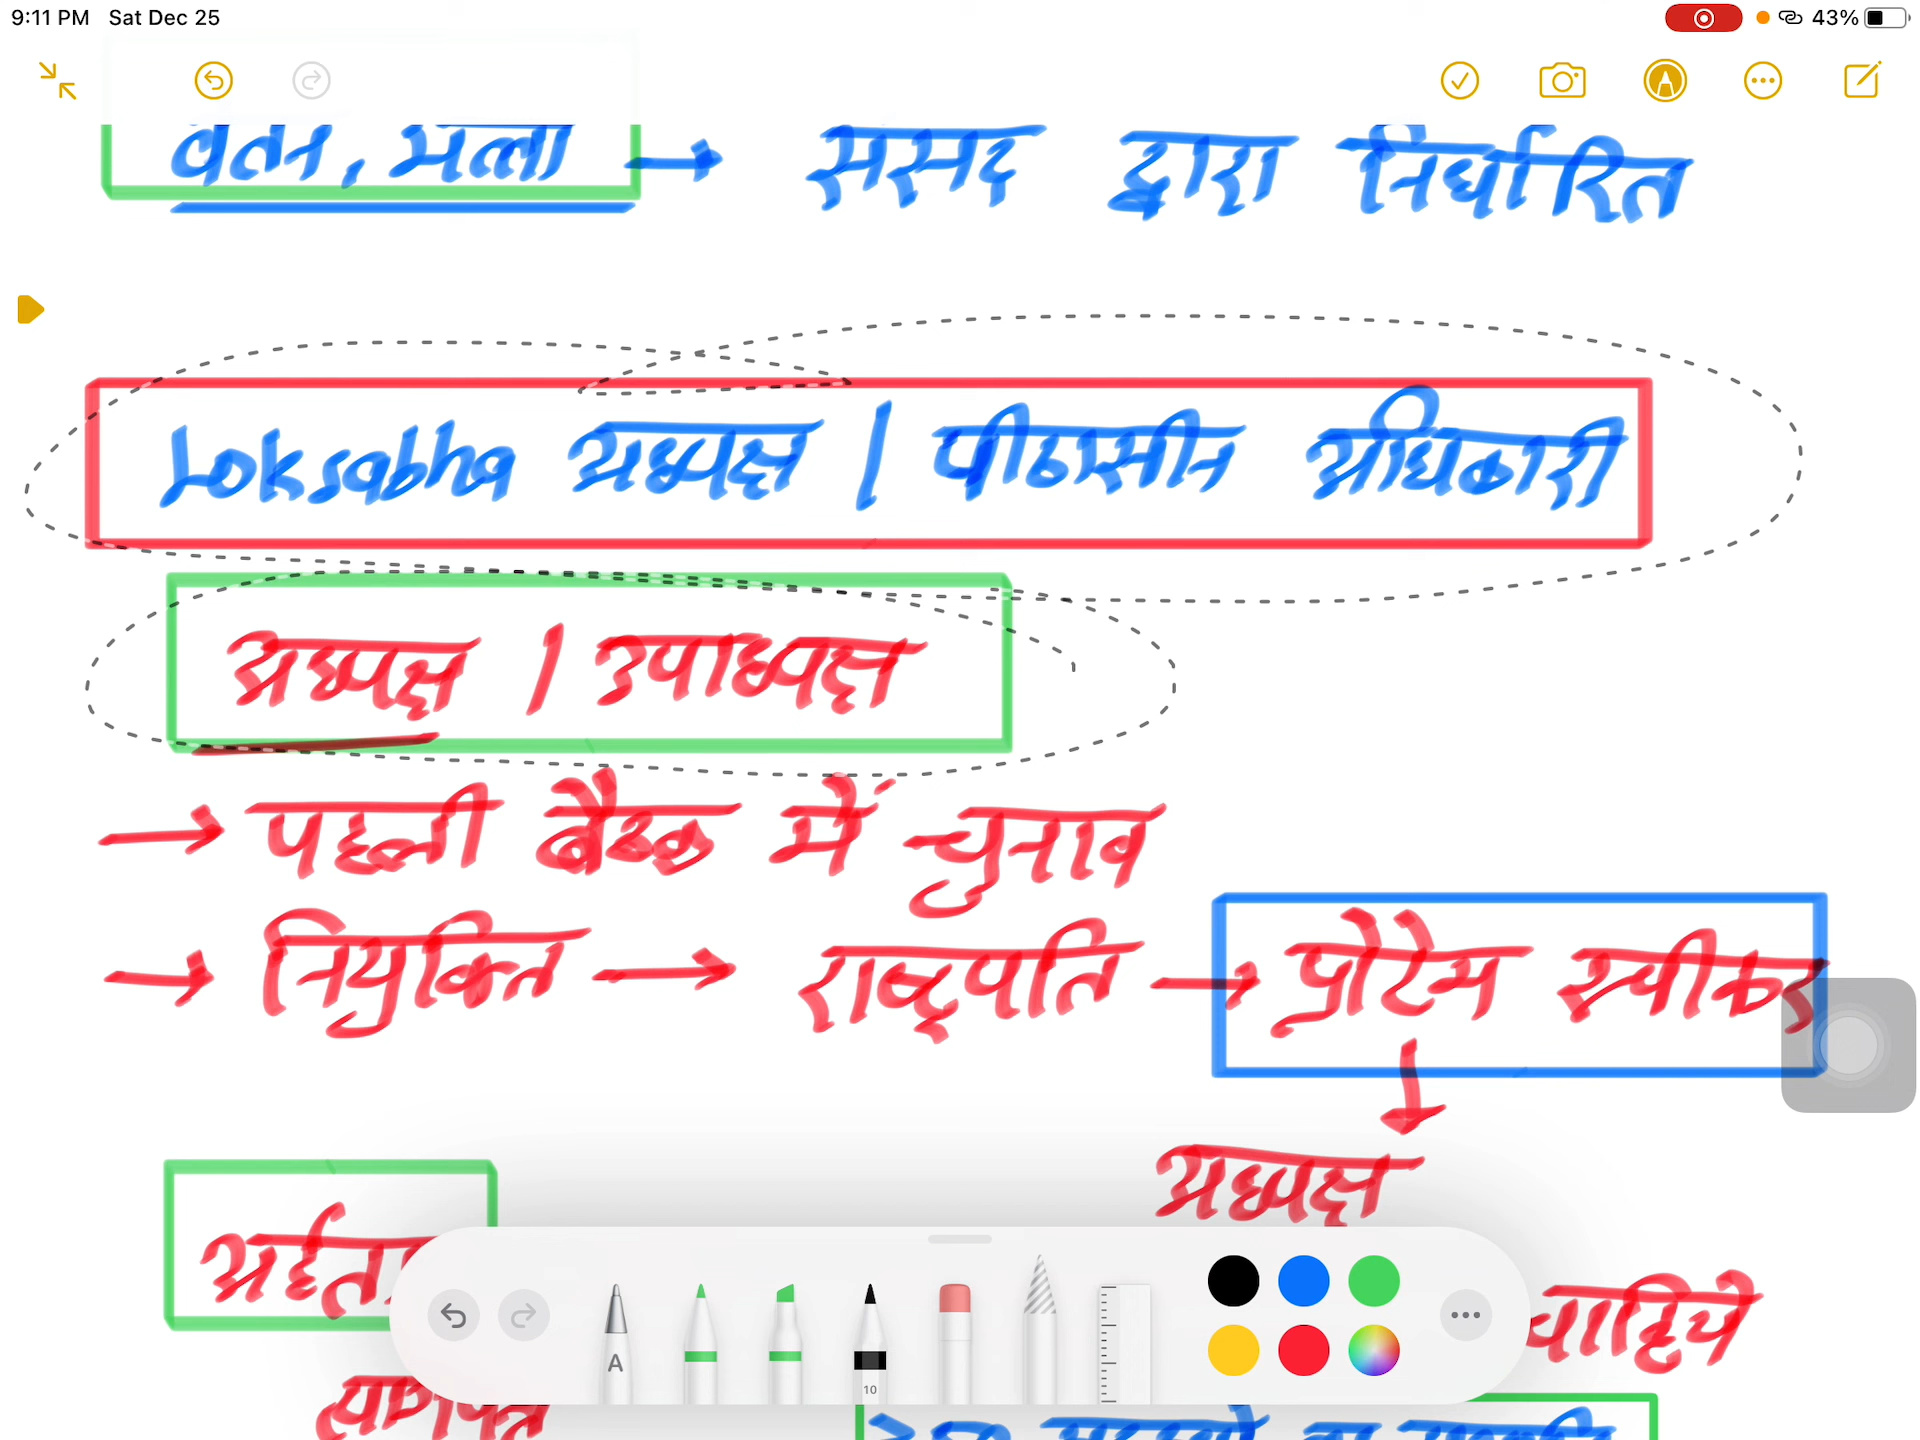 9:11 PM Sat Dec 25 43%
वेतन, भत्ता → संसद द्वारा निर्धारित
Loksabha अध्यक्ष / पीठासीन अधिकारी
अध्यक्ष / उपाध्यक्ष
→ पहली बैठक में चुनाव
→ नियुक्ति → राष्ट्रपति → प्रोटेम स्पीकर
↓
अध्यक्ष
चाहिये
A
10